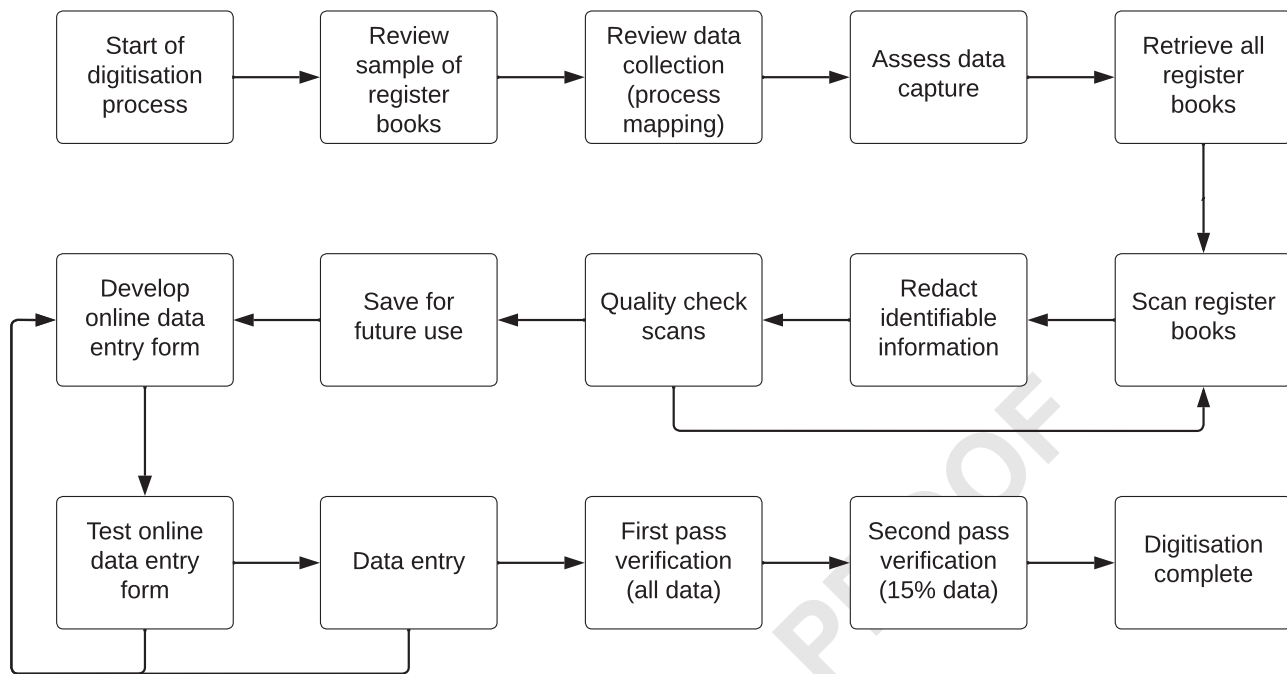 Start of
digitisation
process
Review
sample of
register
books
Review data
collection
(process
mapping)
Assess data
capture
Retrieve all
register
books
Develop
online data
entry form
Save for
future use
Quality check
scans
Redact
identifiable
information
Scan register
books
Test online
data entry
form
Data entry
First pass
verification
(all data)
Second pass
verification
(15% data)
Digitisation
complete
PROOF